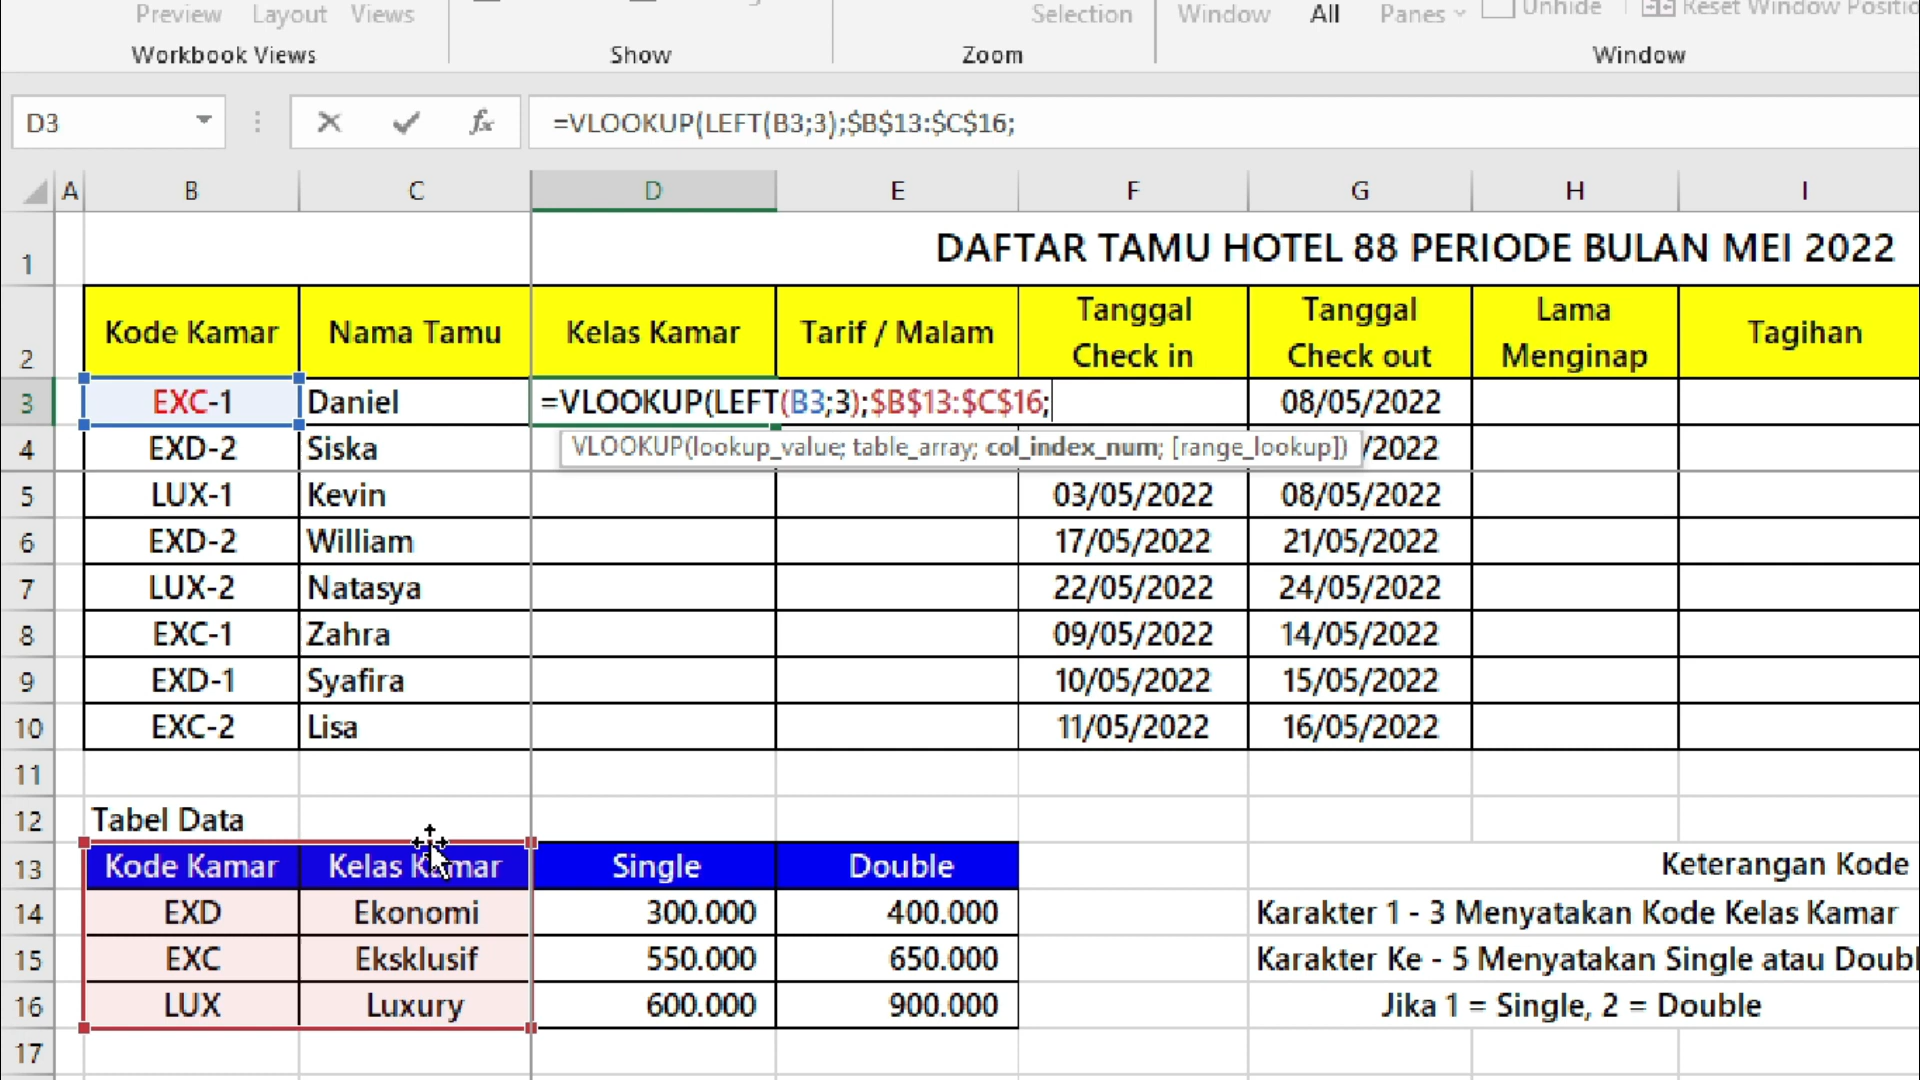 Preview Layout Views Selection Window All Panes Unhide Reset Window
Workbook Views Show Zoom Window
D3 fx =VLOOKUP(LEFT(B3;3);$B$13:$C$16;
A B C D E F G H I
1 DAFTAR TAMU HOTEL 88 PERIODE BULAN MEI 2022
2 Kode Kamar Nama Tamu Kelas Kamar Tarif / Malam Tanggal Check in Tanggal Check out Lama Menginap Tagihan
3 EXC-1 Daniel =VLOOKUP(LEFT(B3;3);$B$13:$C$16; 08/05/2022
4 EXD-2 Siska VLOOKUP(lookup_value; table_array; col_index_num; [range_lookup]) /2022
5 LUX-1 Kevin 03/05/2022 08/05/2022
6 EXD-2 William 17/05/2022 21/05/2022
7 LUX-2 Natasya 22/05/2022 24/05/2022
8 EXC-1 Zahra 09/05/2022 14/05/2022
9 EXD-1 Syafira 10/05/2022 15/05/2022
10 EXC-2 Lisa 11/05/2022 16/05/2022
11
12 Tabel Data
13 Kode Kamar Kelas Kamar Single Double Keterangan Kode
14 EXD Ekonomi 300.000 400.000 Karakter 1 - 3 Menyatakan Kode Kelas Kamar
15 EXC Eksklusif 550.000 650.000 Karakter Ke - 5 Menyatakan Single atau Doubl
16 LUX Luxury 600.000 900.000 Jika 1 = Single, 2 = Double
17